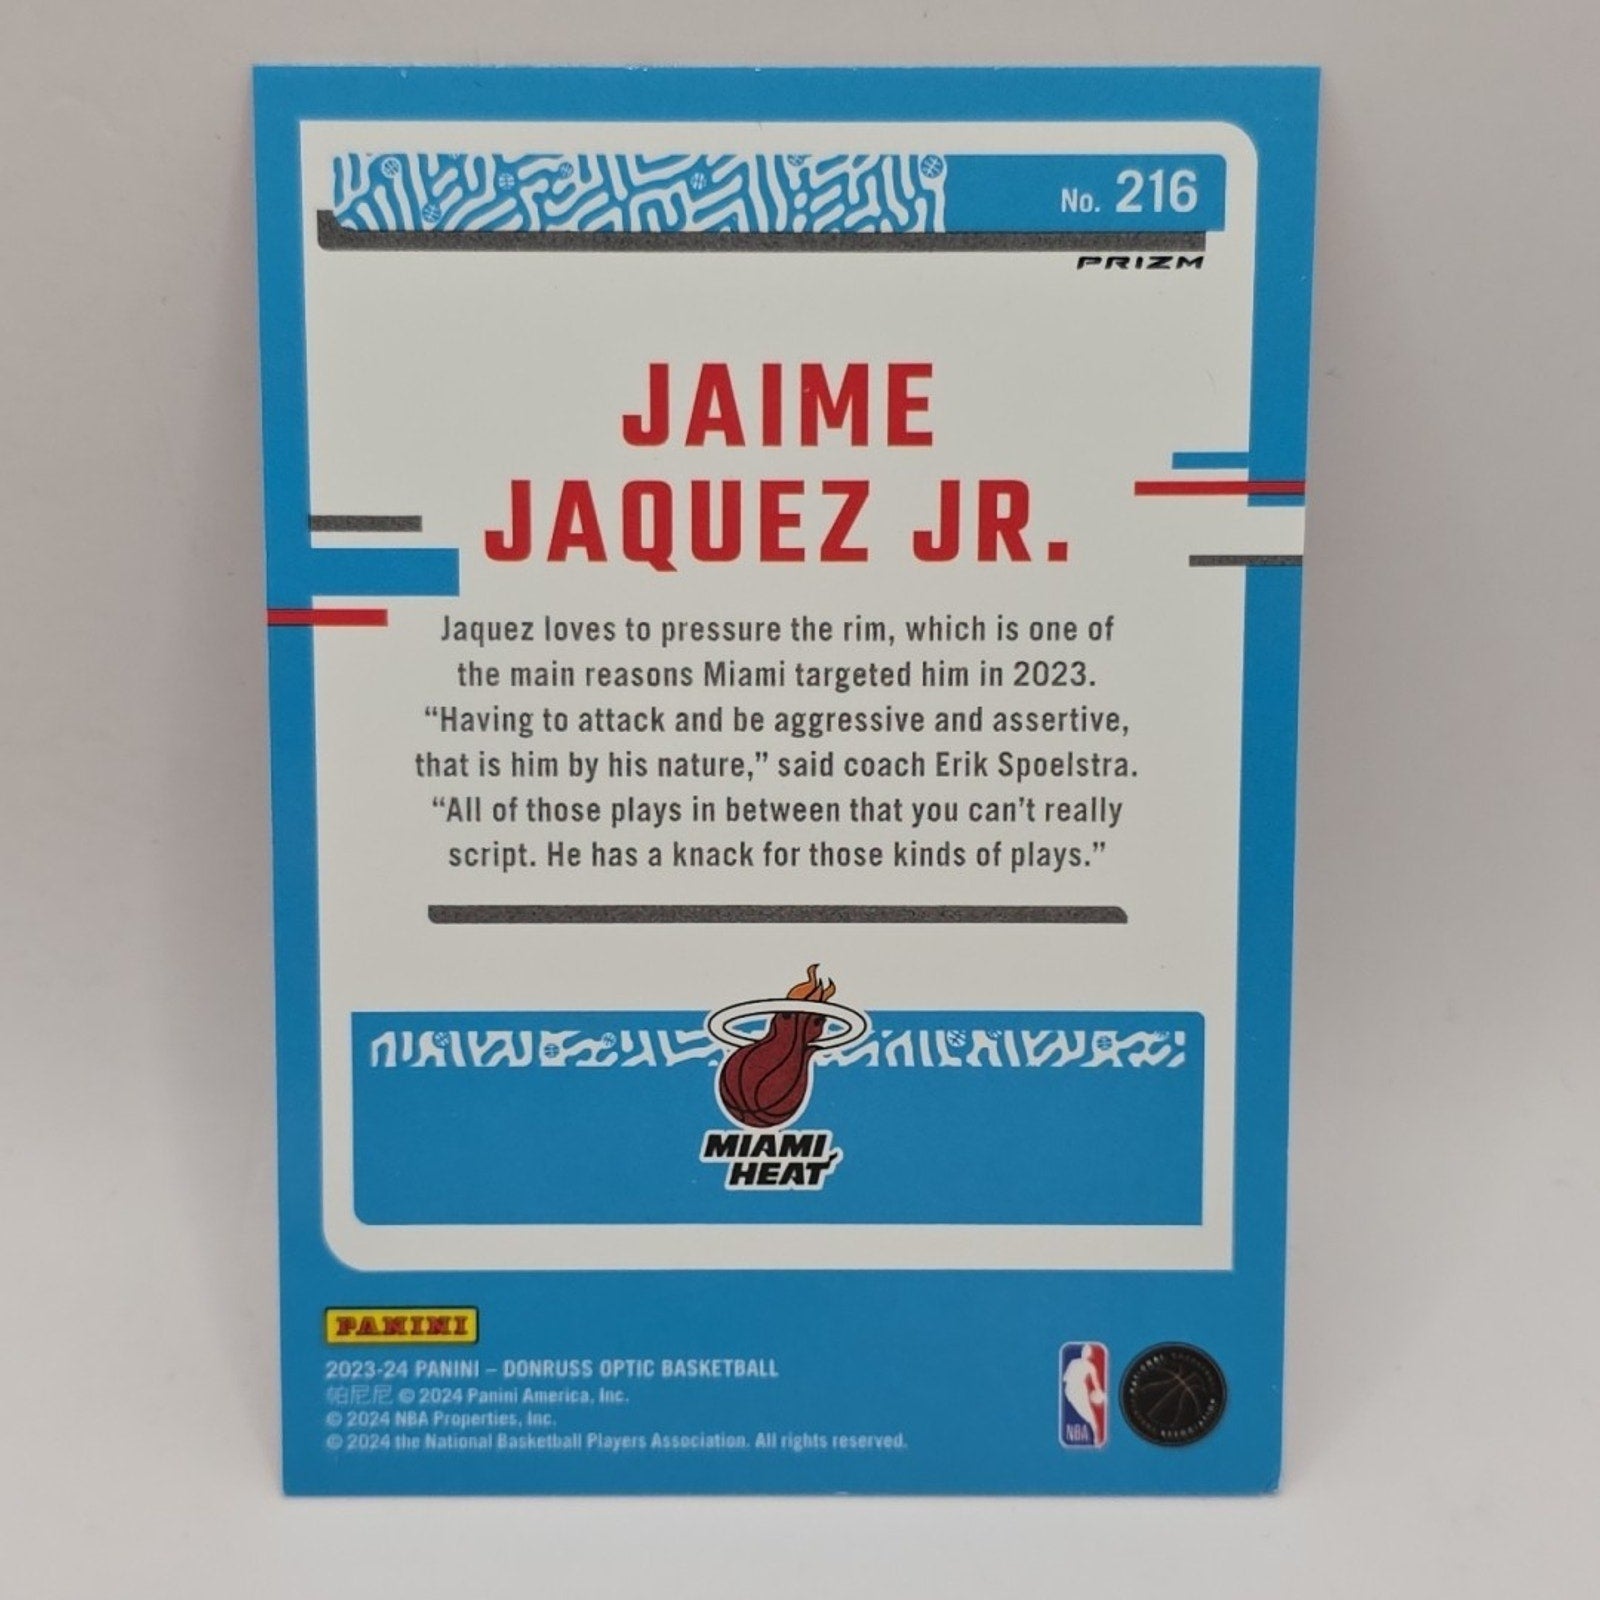 No. 216
PRIZM
JAIME
JAQUEZ JR.
Jaquez loves to pressure the rim, which is one of
the main reasons Miami targeted him in 2023.
“Having to attack and be aggressive and assertive,
that is him by his nature,” said coach Erik Spoelstra.
“All of those plays in between that you can’t really
script. He has a knack for those kinds of plays.”
MIAMI
HEAT
PANINI
2023-24 PANINI – DONRUSS OPTIC BASKETBALL
帕尼尼 © 2024 Panini America, Inc.
© 2024 NBA Properties, Inc.
© 2024 the National Basketball Players Association. All rights reserved.
NBA